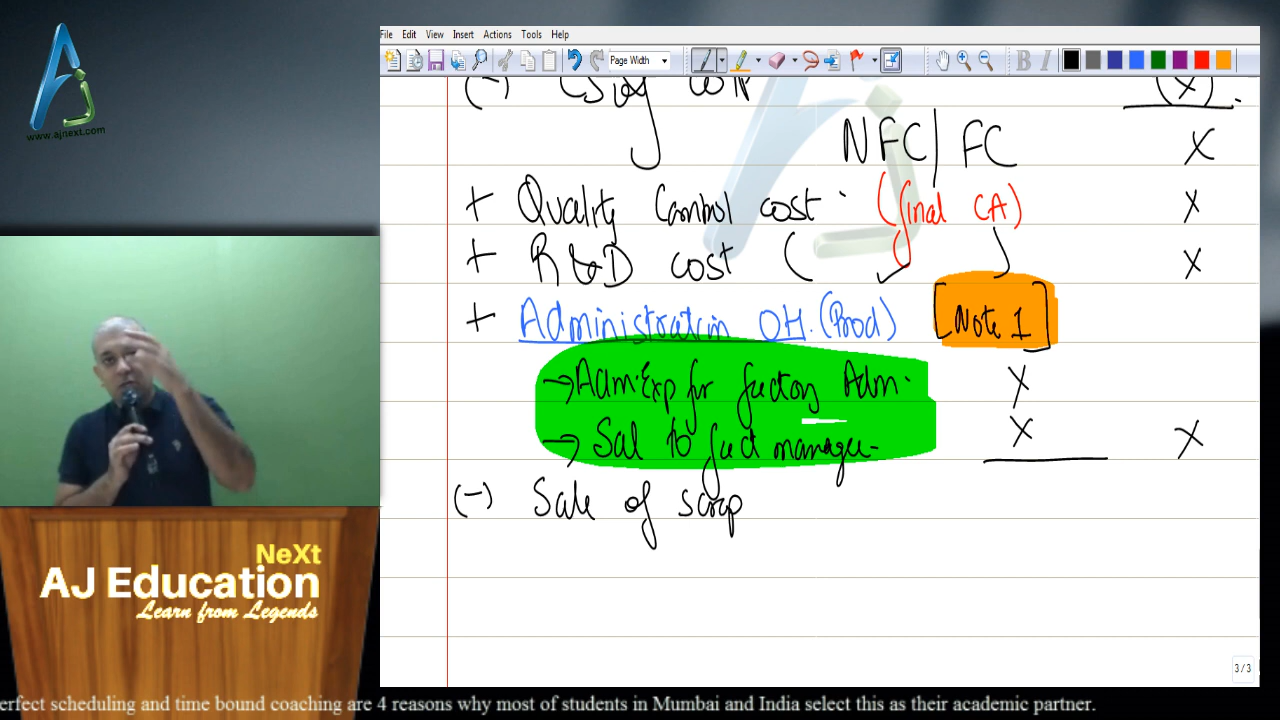 www.ajnext.com
File Edit View Insert Actions Tools Help
Page Width
B I
(-) Clsing WIP (X).
NFC/FC X
+ Quality Control cost (final CA) X
+ R&D cost ( ) X
+ Administratin OH. (Prod) [Note 1]
→ Adm. Exp for factory Adm. X
→ Sal to fact manager X X
(-) Sale of scrap
3/3
NeXt
AJ Education
Learn from Legends
erfect scheduling and time bound coaching are 4 reasons why most of students in Mumbai and India select this as their academic partner.